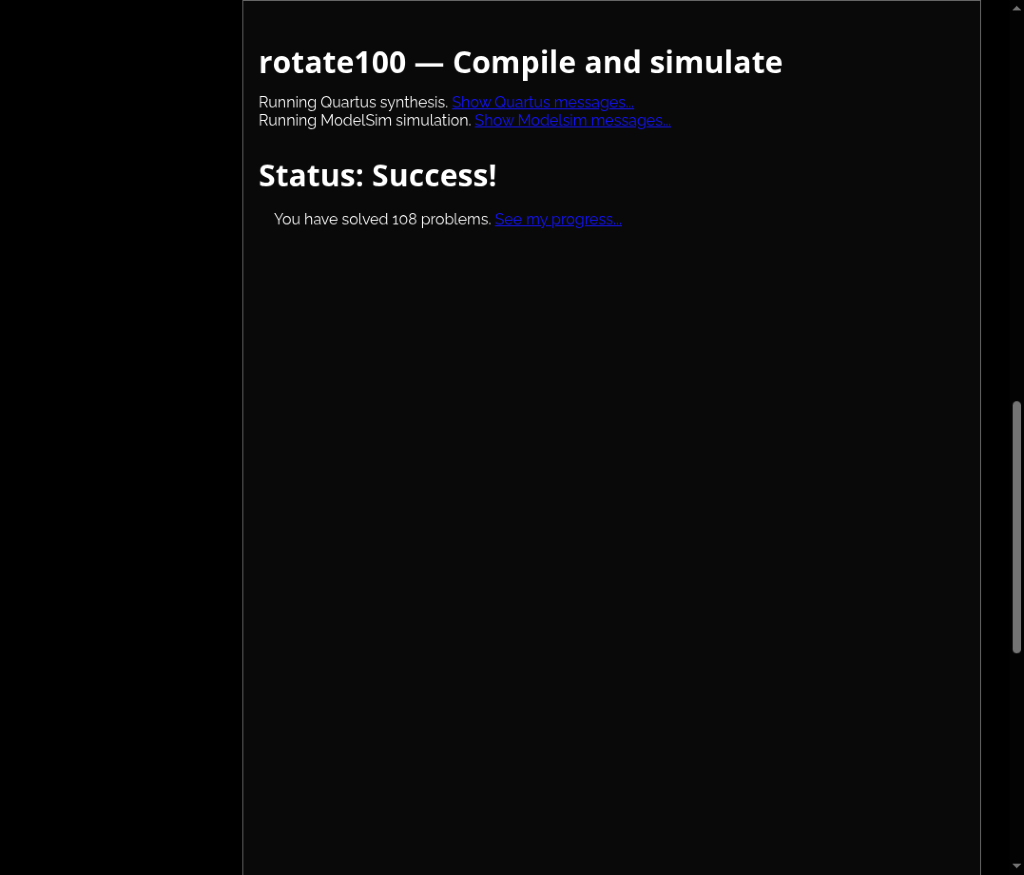 rotate100 — Compile and simulate
Running Quartus synthesis. Show Quartus messages...
Running ModelSim simulation. Show Modelsim messages...
Status: Success!
You have solved 108 problems. See my progress...